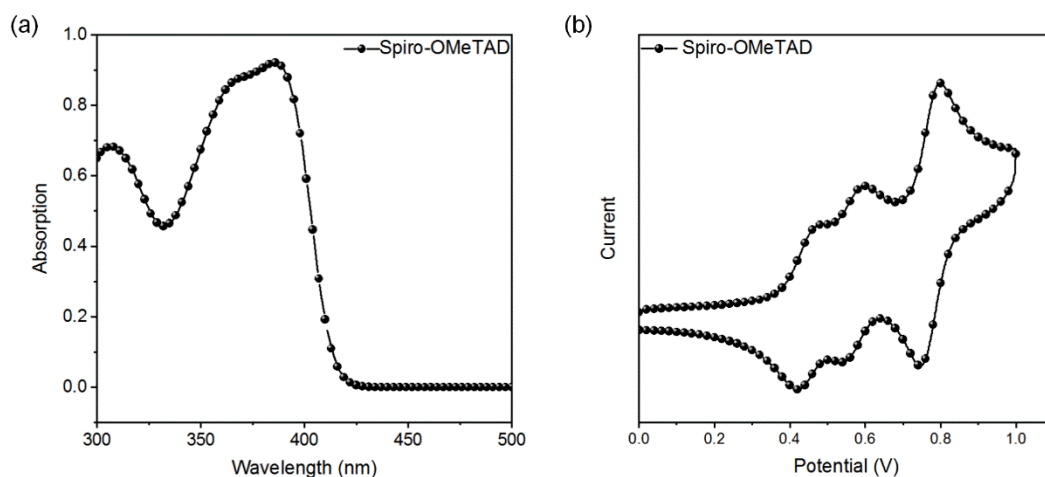 (a)
Spiro-OMeTAD
Absorption
1.0
0.8
0.6
0.4
0.2
0.0
300
350
400
450
500
Wavelength (nm)
(b)
Spiro-OMeTAD
Current
0.0
0.2
0.4
0.6
0.8
1.0
Potential (V)